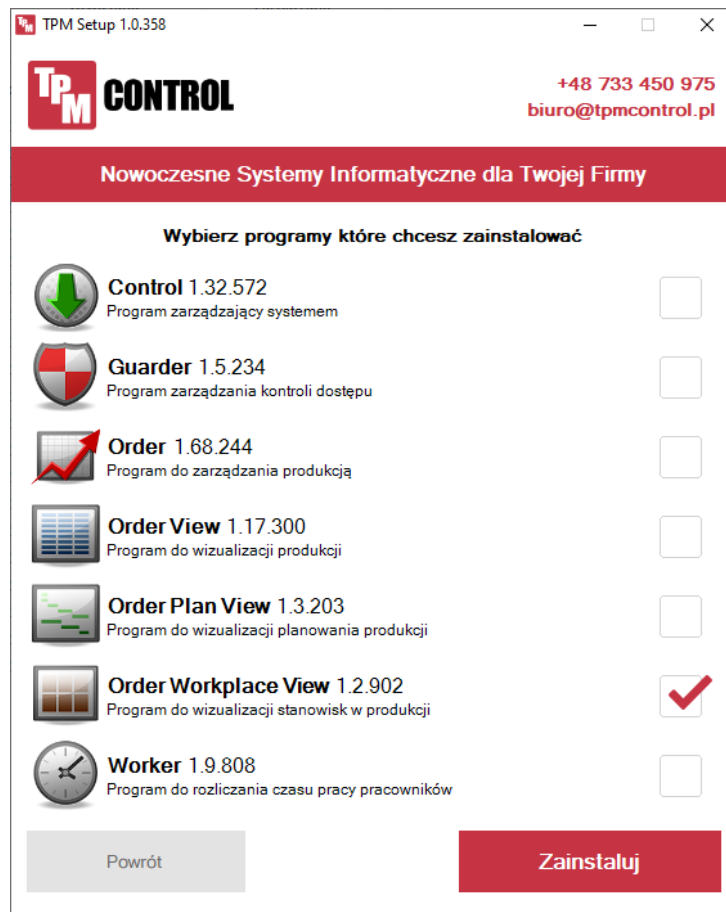 TPM Setup 1.0.358
TPM CONTROL
+48 733 450 975
biuro@tpmcontrol.pl
Nowoczesne Systemy Informatyczne dla Twojej Firmy
Wybierz programy które chcesz zainstalować
Control 1.32.572
Program zarządzający systemem
Guarder 1.5.234
Program zarządzania kontroli dostępu
Order 1.68.244
Program do zarządzania produkcją
Order View 1.17.300
Program do wizualizacji produkcji
Order Plan View 1.3.203
Program do wizualizacji planowania produkcji
Order Workplace View 1.2.902
Program do wizualizacji stanowisk w produkcji
Worker 1.9.808
Program do rozliczania czasu pracy pracowników
Powrót
Zainstaluj